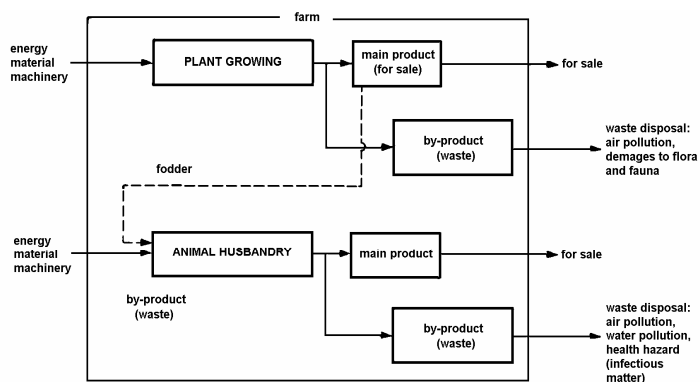 farm
energy
material
machinery
PLANT GROWING
main product
(for sale)
for sale
by-product
(waste)
waste disposal:
air pollution,
demages to flora
and fauna
fodder
energy
material
machinery
ANIMAL HUSBANDRY
main product
for sale
by-product
(waste)
by-product
(waste)
waste disposal:
air pollution,
water pollution,
health hazard
(infectious
matter)